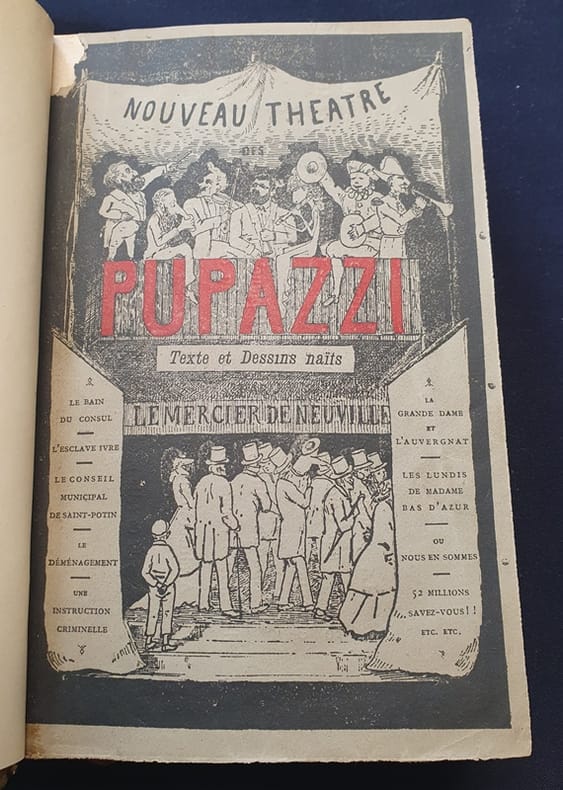 NOUVEAU THEATRE
DES
PUPAZZI
Texte et Dessins naïts
LE MERCIER DE NEUVILLE
LE BAIN
DU CONSUL
L'ESCLAVE IVRE
LE CONSEIL
MUNICIPAL
DE SAINT-POTIN
LE
DÉMÉNAGEMENT
UNE
INSTRUCTION
CRIMINELLE
LA
GRANDE DAME
ET
L'AUVERGNAT
LES LUNDIS
DE MADAME
BAS D'AZUR
OU
NOUS EN SOMMES
52 MILLIONS
SAVEZ-VOUS!!
ETC. ETC.